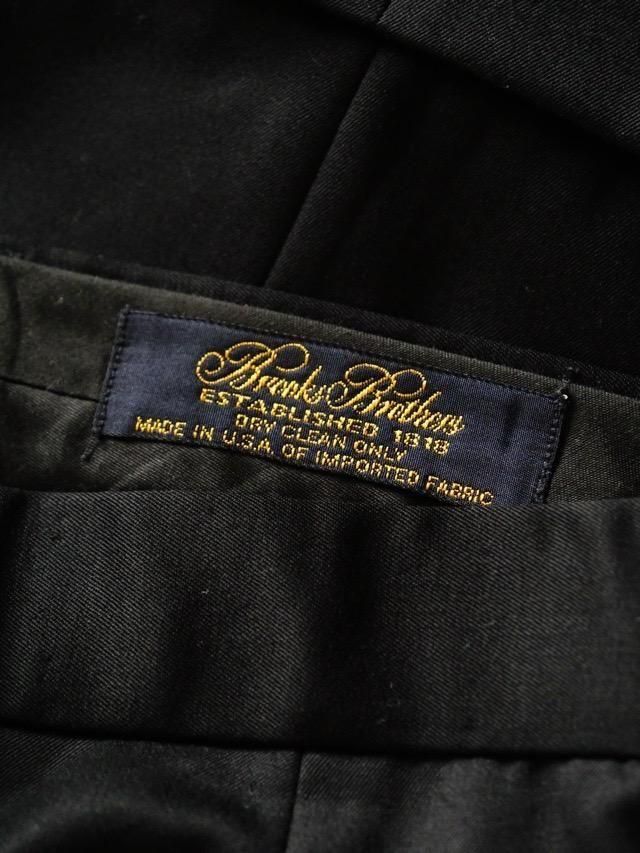 Brooks Brothers
ESTABLISHED 1818
DRY CLEAN ONLY
MADE IN U.S.A. OF IMPORTED FABRIC